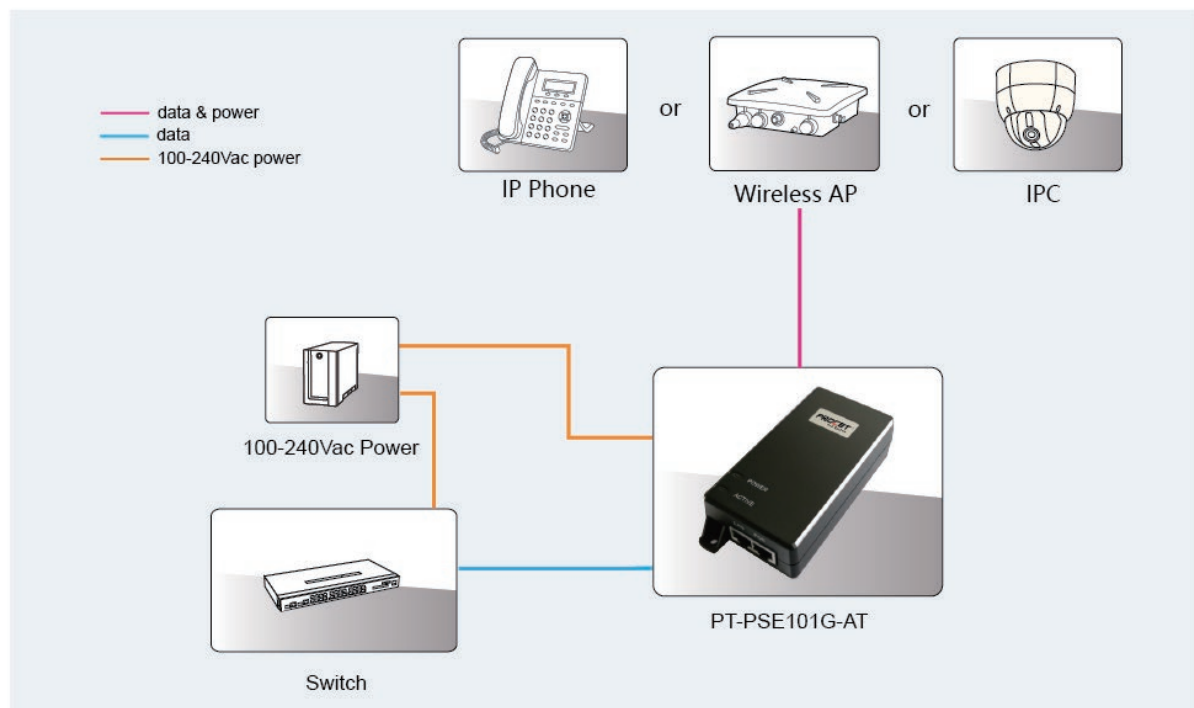 data & power
data
100-240Vac power
or
or
IP Phone
Wireless AP
IPC
100-240Vac Power
POWER
ACTIVE
PT-PSE101G-AT
Switch